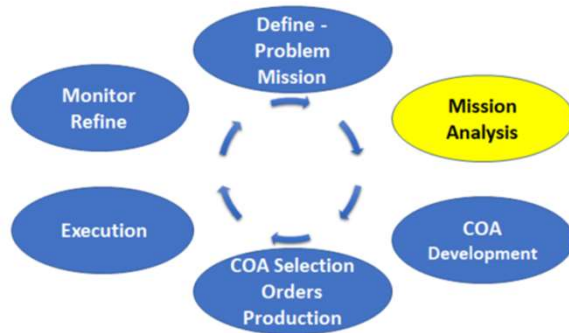 Define -
Problem
Mission
Mission
Analysis
COA
Development
COA Selection
Orders
Production
Execution
Monitor
Refine